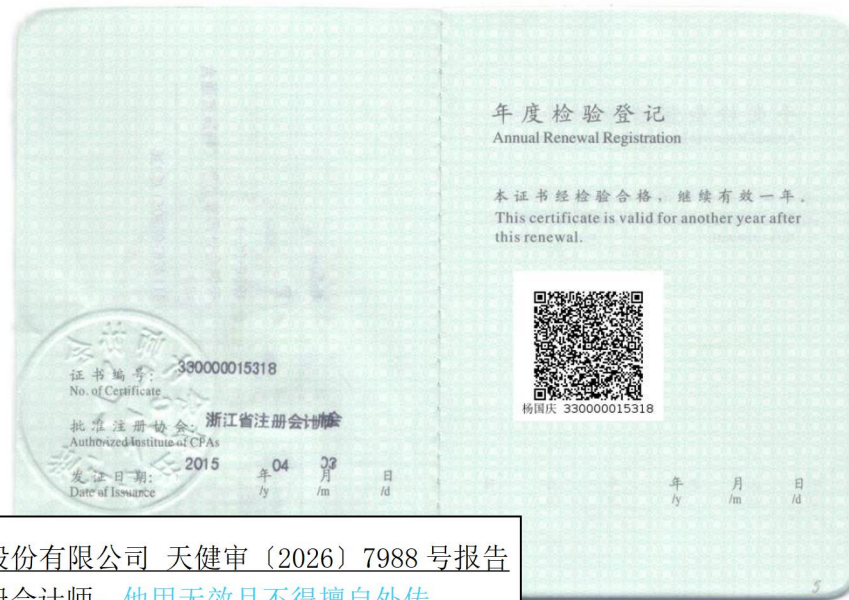 证书编号: 330000015318
No. of Certificate
批准注册协会: 浙江省注册会计师协会
Authorized Institute of CPAs
发证日期: 2015 年 04 月 03 日
Date of Issuance /y /m /d
年度检验登记
Annual Renewal Registration
本证书经检验合格,继续有效一年。
This certificate is valid for another year after
this renewal.
杨国庆 330000015318
年 月 日
/y /m /d
5
股份有限公司 天健审〔2026〕7988 号报告